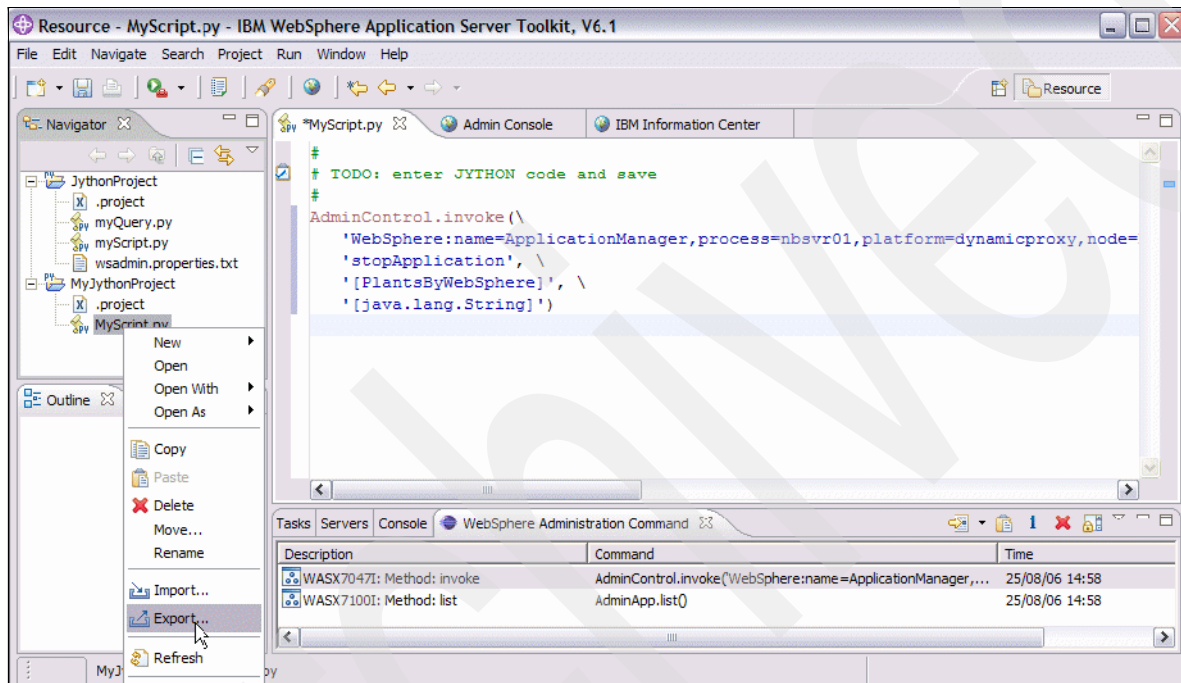 Resource - MyScript.py - IBM WebSphere Application Server Toolkit, V6.1
File Edit Navigate Search Project Run Window Help
Resource
Navigator
JythonProject
.project
myQuery.py
myScript.py
wsadmin.properties.txt
MyJythonProject
.project
MyScript.py
Outline
New
Open
Open With
Open As
Copy
Paste
Delete
Move...
Rename
Import...
Export...
Refresh
*MyScript.py Admin Console IBM Information Center
#
# TODO: enter JYTHON code and save
#
AdminControl.invoke(\
'WebSphere:name=ApplicationManager,process=nbsvr01,platform=dynamicproxy,node=
'stopApplication', \
'[PlantsByWebSphere]', \
'[java.lang.String]')
Tasks Servers Console WebSphere Administration Command
Description Command Time
WASX7047I: Method: invoke AdminControl.invoke('WebSphere:name=ApplicationManager,... 25/08/06 14:58
WASX7100I: Method: list AdminApp.list() 25/08/06 14:58